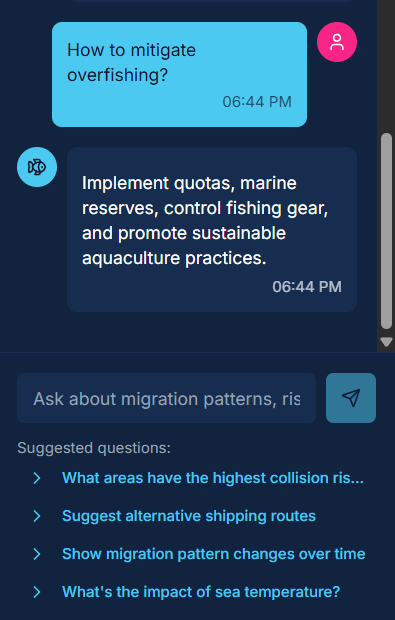 How to mitigate
overfishing?
06:44 PM
Implement quotas, marine
reserves, control fishing gear,
and promote sustainable
aquaculture practices.
06:44 PM
Ask about migration patterns, ris
Suggested questions:
What areas have the highest collision ris...
Suggest alternative shipping routes
Show migration pattern changes over time
What's the impact of sea temperature?